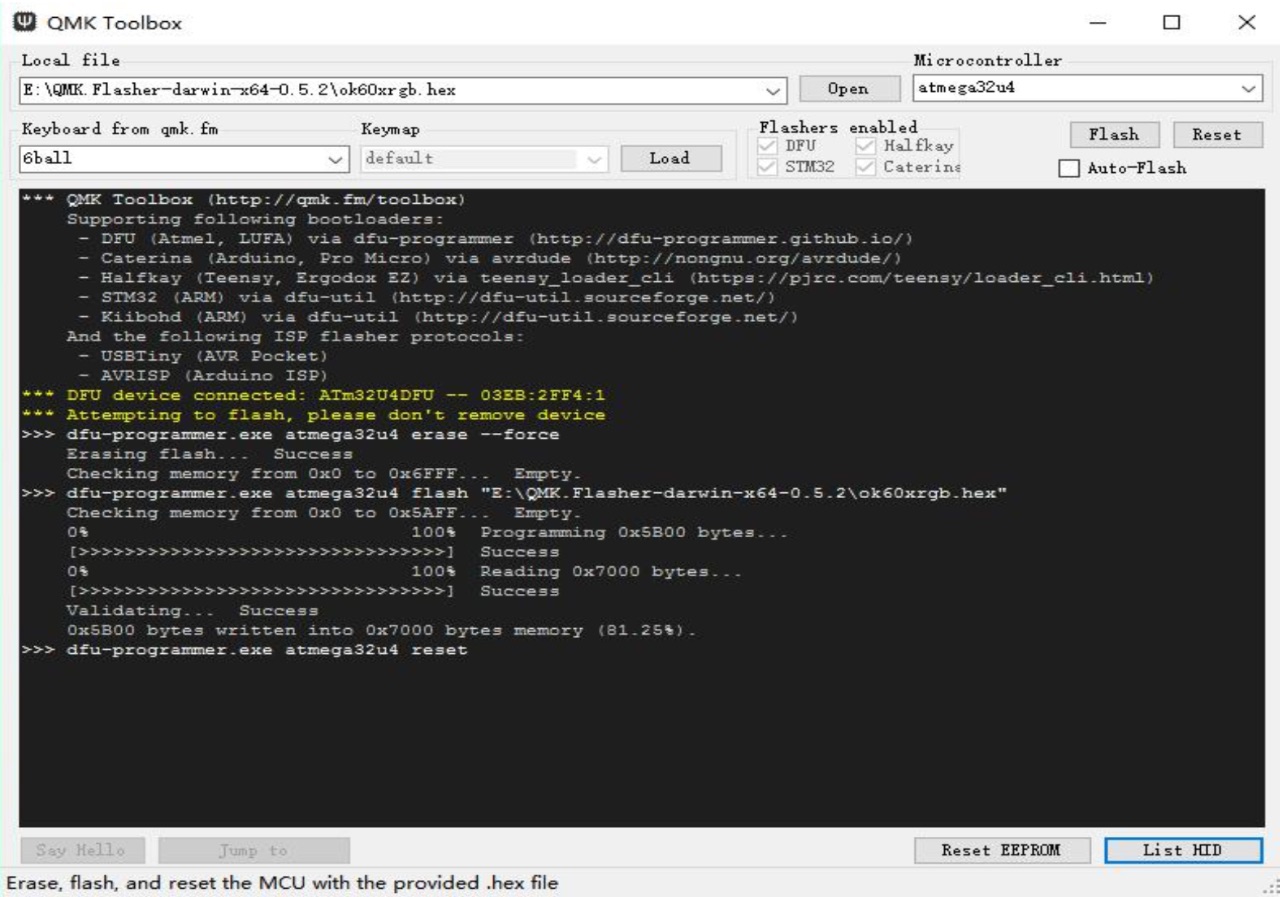 QMK Toolbox
Local file
Microcontroller
E:\QMK.Flasher-darwin-x64-0.5.2\ok60xrgb.hex
Open
atmega32u4
Keyboard from qmk.fm
Keymap
Flashers enabled
6ball
default
Load
DFU
Halfkay
STM32
Caterina
Flash
Reset
Auto-Flash
*** QMK Toolbox (http://qmk.fm/toolbox)
Supporting following bootloaders:
- DFU (Atmel, LUFA) via dfu-programmer (http://dfu-programmer.github.io/)
- Caterina (Arduino, Pro Micro) via avrdude (http://nongnu.org/avrdude/)
- Halfkay (Teensy, Ergodox EZ) via teensy_loader_cli (https://pjrc.com/teensy/loader_cli.html)
- STM32 (ARM) via dfu-util (http://dfu-util.sourceforge.net/)
- Kiibohd (ARM) via dfu-util (http://dfu-util.sourceforge.net/)
And the following ISP flasher protocols:
- USBTiny (AVR Pocket)
- AVRISP (Arduino ISP)
*** DFU device connected: ATm32U4DFU -- 03EB:2FF4:1
*** Attempting to flash, please don't remove device
>>> dfu-programmer.exe atmega32u4 erase --force
Erasing flash... Success
Checking memory from 0x0 to 0x6FFF... Empty.
>>> dfu-programmer.exe atmega32u4 flash "E:\QMK.Flasher-darwin-x64-0.5.2\ok60xrgb.hex"
Checking memory from 0x0 to 0x5AFF... Empty.
0% 100% Programming 0x5B00 bytes...
[>>>>>>>>>>>>>>>>>>>>>>>>>>>>>>>>] Success
0% 100% Reading 0x7000 bytes...
[>>>>>>>>>>>>>>>>>>>>>>>>>>>>>>>>] Success
Validating... Success
0x5B00 bytes written into 0x7000 bytes memory (81.25%).
>>> dfu-programmer.exe atmega32u4 reset
Say Hello
Jump to
Reset EEPROM
List HID
Erase, flash, and reset the MCU with the provided .hex file